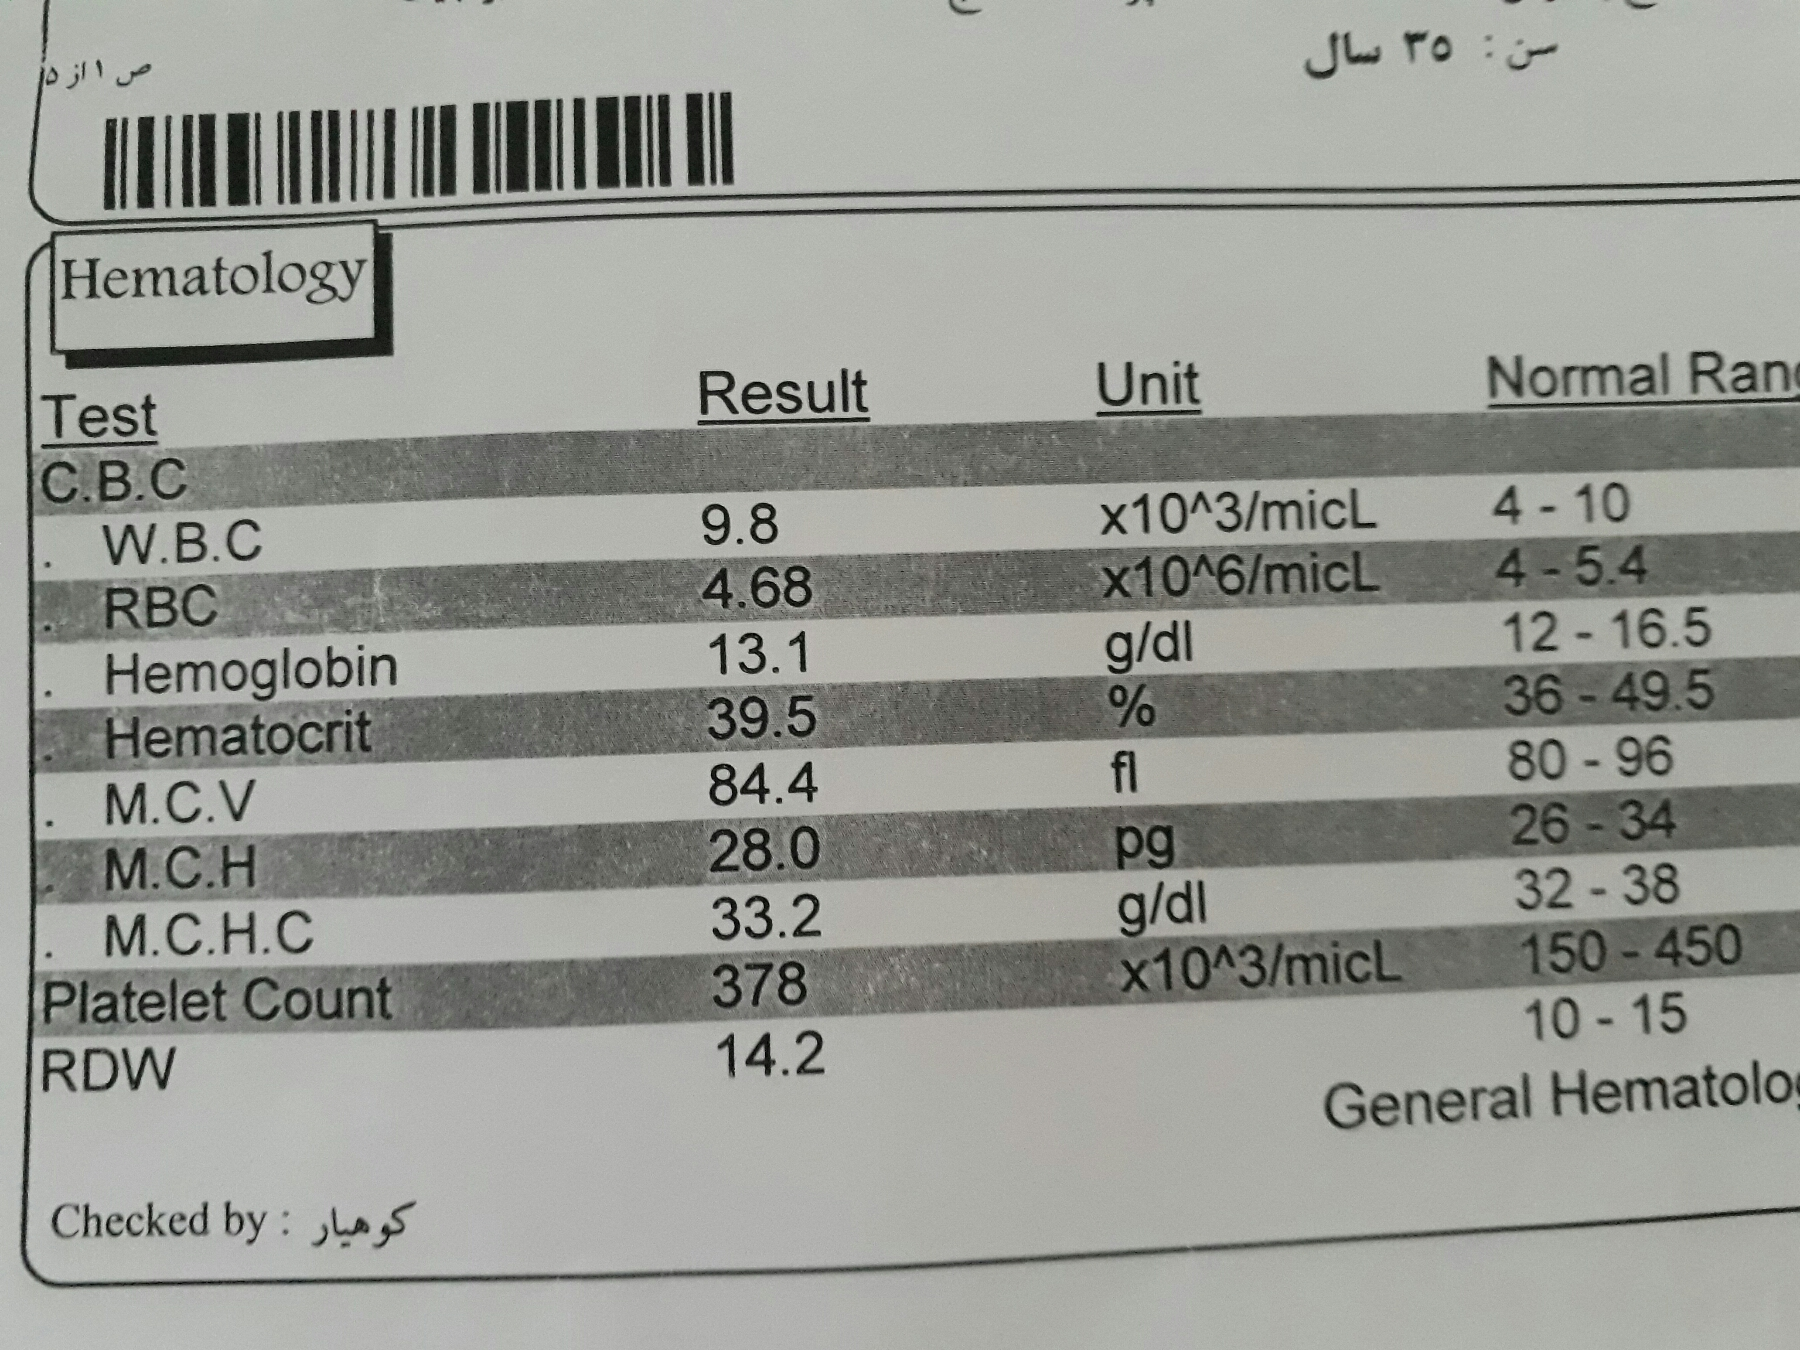 سن : ۳۵ سال
ص ۱ از ۵
Hematology
Test Result Unit Normal
C.B.C
. W.B.C 9.8 x10^3/micL 4 - 10
. RBC 4.68 x10^6/micL 4 - 5.4
. Hemoglobin 13.1 g/dl 12 - 16.5
. Hematocrit 39.5 % 36 - 49.5
. M.C.V 84.4 fl 80 - 96
. M.C.H 28.0 pg 26 - 34
. M.C.H.C 33.2 g/dl 32 - 38
Platelet Count 378 x10^3/micL 150 - 450
RDW 14.2 10 - 15
General
Checked by : کوهیار